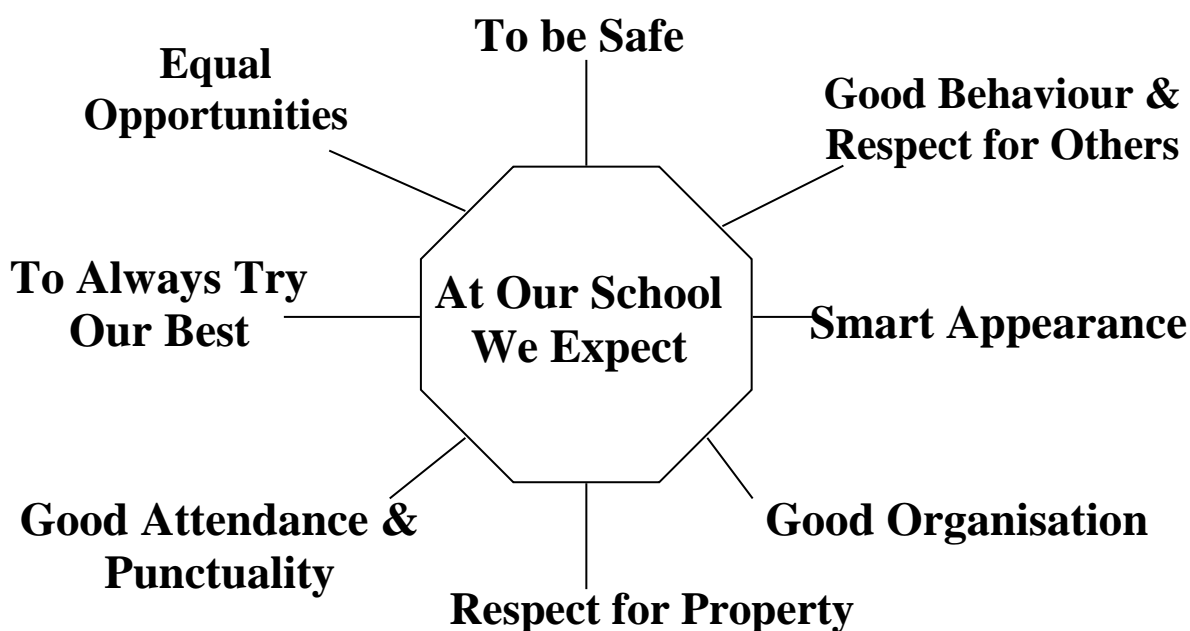 To be Safe
Equal
Opportunities
Good Behaviour &
Respect for Others
To Always Try
Our Best
At Our School
We Expect
Smart Appearance
Good Attendance &
Punctuality
Good Organisation
Respect for Property